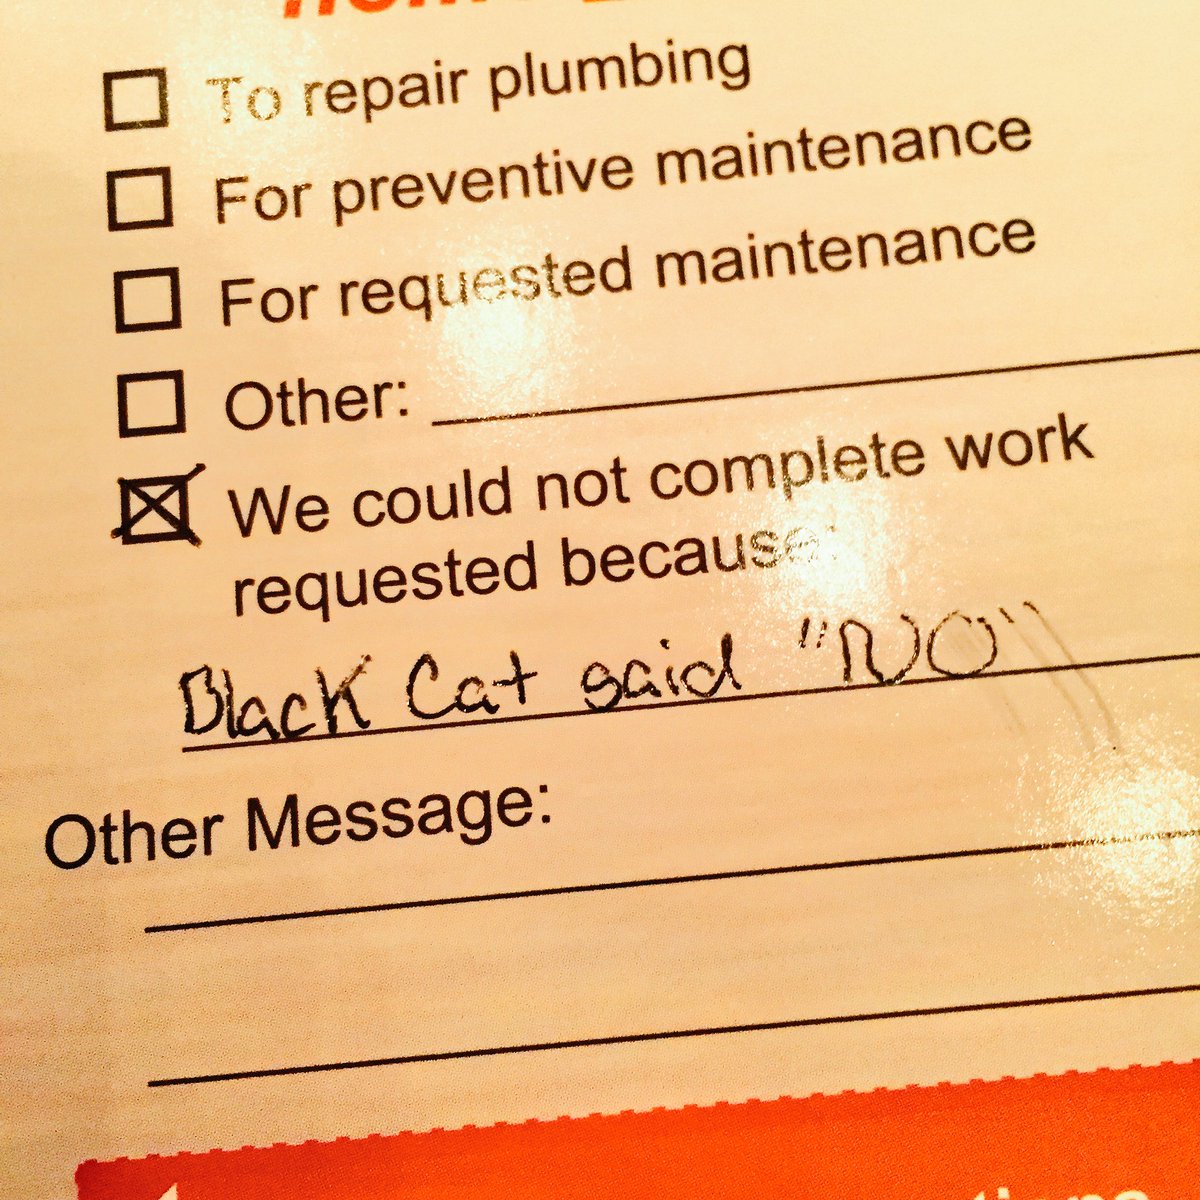 To repair plumbing
For preventive maintenance
For requested maintenance
Other:
We could not complete work
requested because:
Black Cat said "NO"
Other Message: